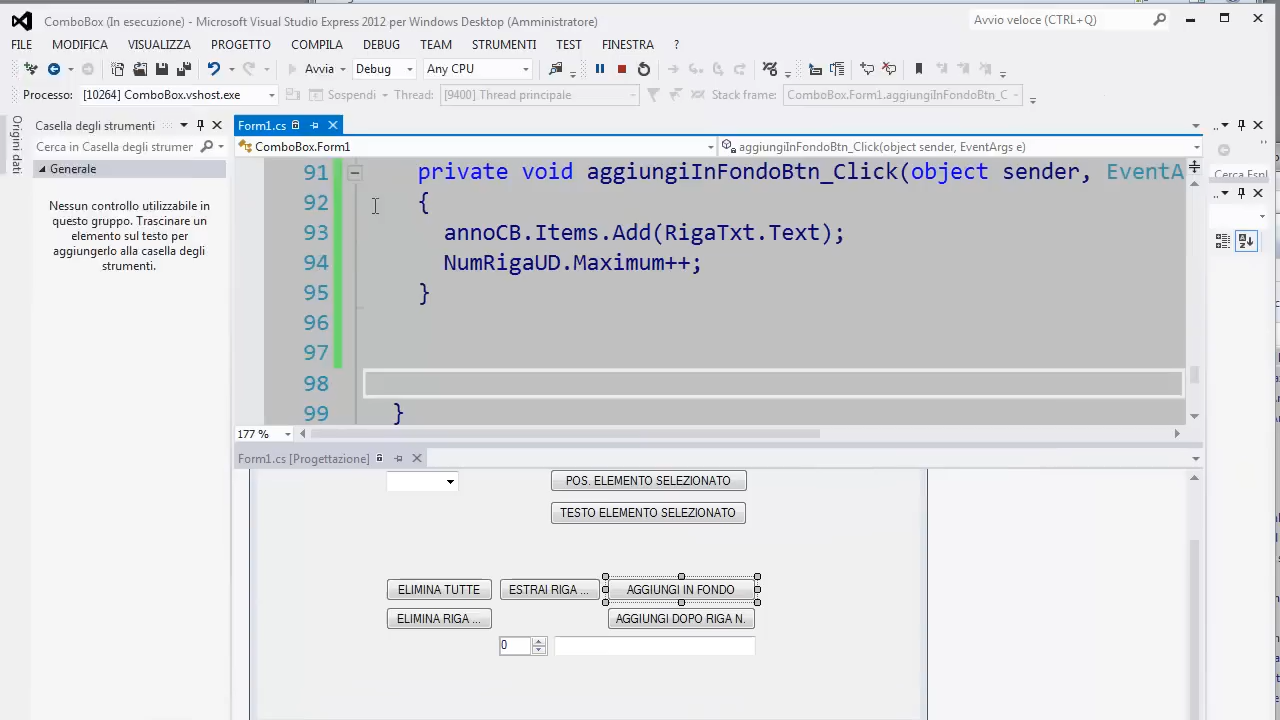 ComboBox (In esecuzione) - Microsoft Visual Studio Express 2012 per Windows Desktop (Amministratore)
Avvio veloce (CTRL+Q)
FILE MODIFICA VISUALIZZA PROGETTO COMPILA DEBUG TEAM STRUMENTI TEST FINESTRA ?
Avvia Debug Any CPU
Processo: [10264] ComboBox.vshost.exe Sospendi Thread: [9400] Thread principale Stack frame: ComboBox.Form1.aggiungiInFondoBtn_C
Origini dati
Casella degli strumenti
Cerca in Casella degli strumer
Generale
Nessun controllo utilizzabile in
questo gruppo. Trascinare un
elemento sul testo per
aggiungerlo alla casella degli
strumenti.
Form1.cs
ComboBox.Form1 aggiungiInFondoBtn_Click(object sender, EventArgs e)
91 private void aggiungiInFondoBtn_Click(object sender, EventA
92 {
93 annoCB.Items.Add(RigaTxt.Text);
94 NumRigaUD.Maximum++;
95 }
96
97
98
99 }
177 %
Form1.cs [Progettazione]
POS. ELEMENTO SELEZIONATO
TESTO ELEMENTO SELEZIONATO
ELIMINA TUTTE ESTRAI RIGA ... AGGIUNGI IN FONDO
ELIMINA RIGA ... AGGIUNGI DOPO RIGA N.
0
Cerca Espl